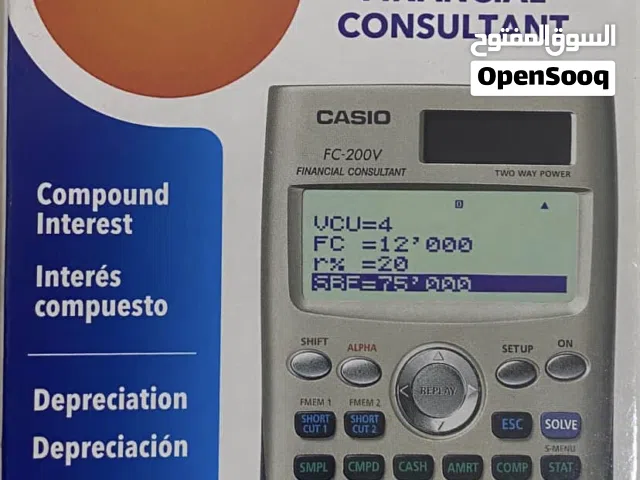 FINANCIAL
CONSULTANT
السوق المفتوح
OpenSooq
Compound
Interest
Interés
compuesto
Depreciation
Depreciación
CASIO
FC-200V
FINANCIAL CONSULTANT
TWO WAY POWER
D
VCU=4
FC =12’000
r% =20
SBE=75’000
SHIFT
ALPHA
SETUP
ON
REPLAY
FMEM 1
FMEM 2
SHORT
CUT 1
SHORT
CUT 2
ESC
SOLVE
S-MENU
SMPL
CMPD
CASH
AMRT
COMP
STAT